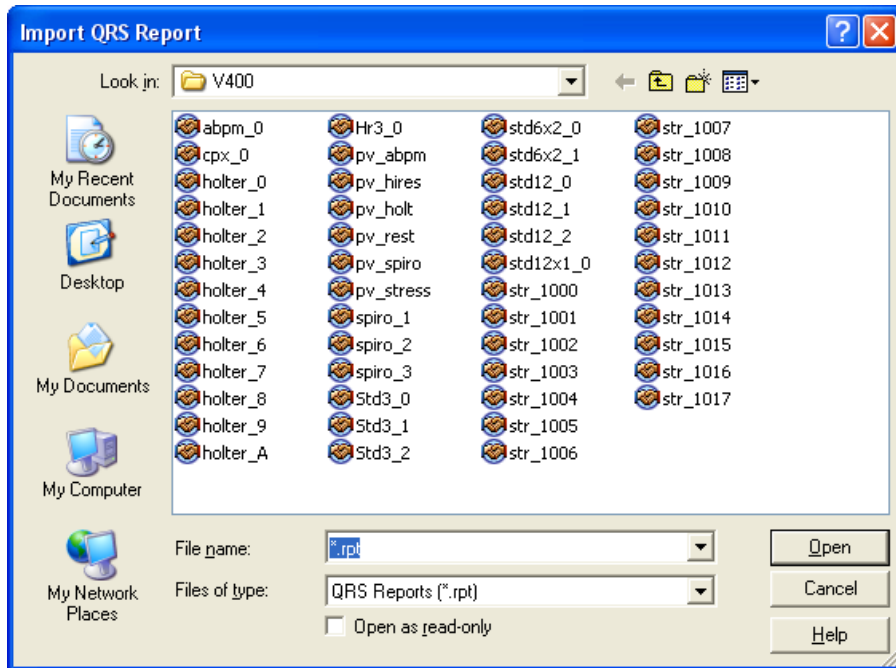 Import QRS Report
Look in: V400
My Recent
Documents
Desktop
My Documents
My Computer
My Network
Places
abpm_0
cpx_0
holter_0
holter_1
holter_2
holter_3
holter_4
holter_5
holter_6
holter_7
holter_8
holter_9
holter_A
Hr3_0
pv_abpm
pv_hires
pv_holt
pv_rest
pv_spiro
pv_stress
spiro_1
spiro_2
spiro_3
Std3_0
Std3_1
Std3_2
std6x2_0
std6x2_1
std12_0
std12_1
std12_2
std12x1_0
str_1000
str_1001
str_1002
str_1003
str_1004
str_1005
str_1006
str_1007
str_1008
str_1009
str_1010
str_1011
str_1012
str_1013
str_1014
str_1015
str_1016
str_1017
File name: *.rpt Open
Files of type: QRS Reports (*.rpt) Cancel
Open as read-only Help